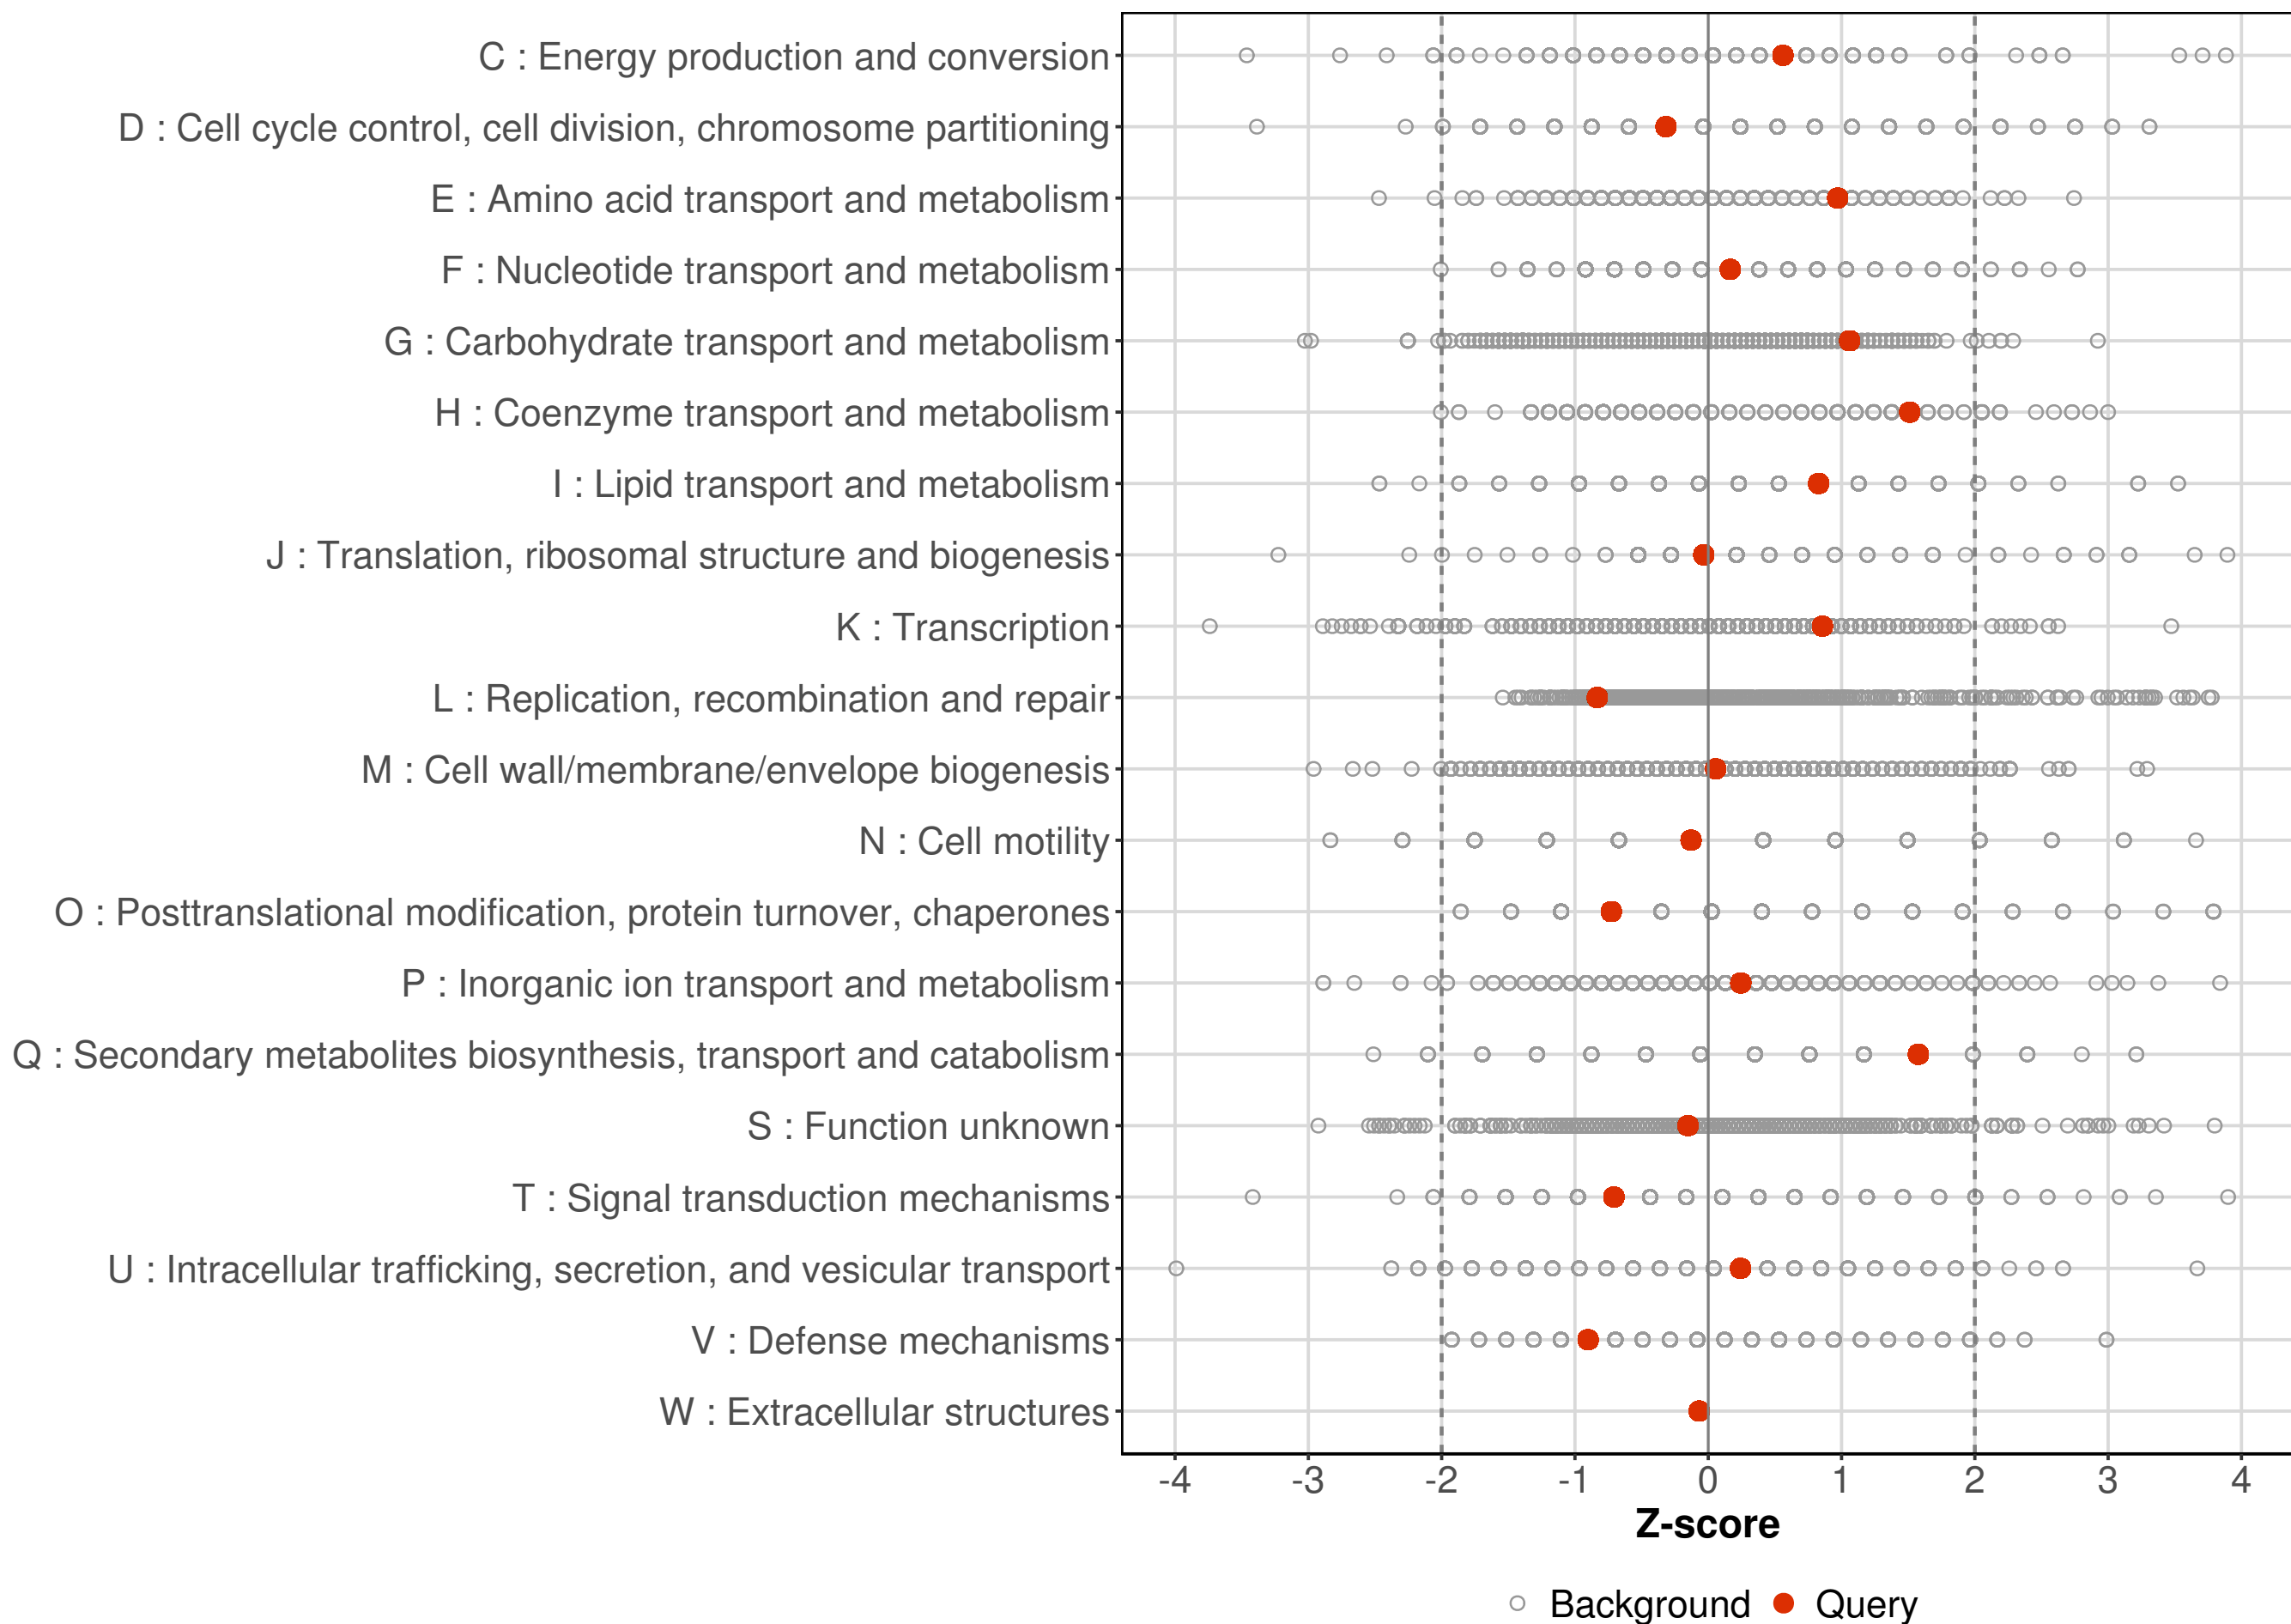 C : Energy production and conversion
D : Cell cycle control, cell division, chromosome partitioning
E : Amino acid transport and metabolism
F : Nucleotide transport and metabolism
G : Carbohydrate transport and metabolism
H : Coenzyme transport and metabolism
I : Lipid transport and metabolism
J : Translation, ribosomal structure and biogenesis
K : Transcription
L : Replication, recombination and repair
M : Cell wall/membrane/envelope biogenesis
N : Cell motility
O : Posttranslational modification, protein turnover, chaperones
P : Inorganic ion transport and metabolism
Q : Secondary metabolites biosynthesis, transport and catabolism
S : Function unknown
T : Signal transduction mechanisms
U : Intracellular trafficking, secretion, and vesicular transport
V : Defense mechanisms
W : Extracellular structures
-4 -3 -2 -1 0 1 2 3 4
Z-score
Background Query